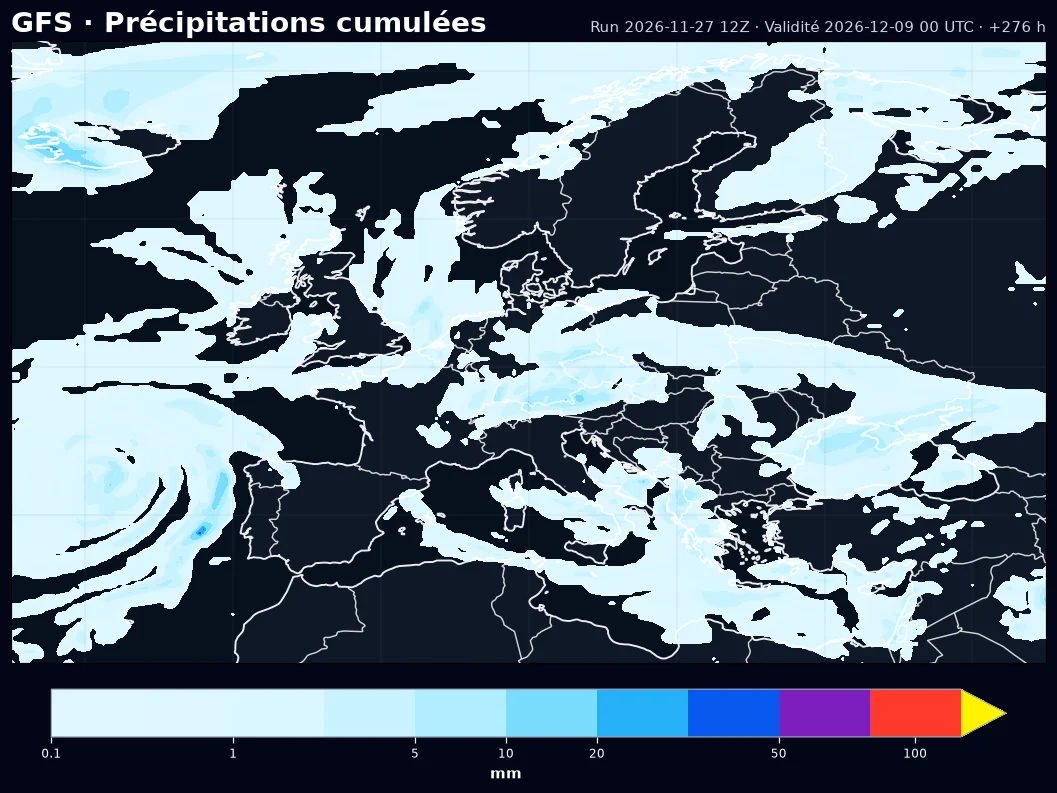 GFS · Précipitations cumulées
Run 2026-11-27 12Z · Validité 2026-12-09 00 UTC · +276 h
0.1 1 5 10 20 50 100
mm